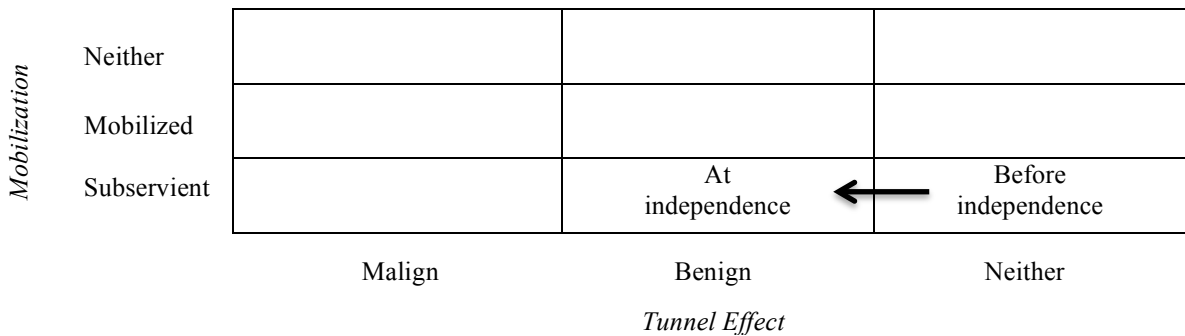 Mobilization
Neither
Mobilized
Subservient
At
independence
Before
independence
Malign
Benign
Neither
Tunnel Effect